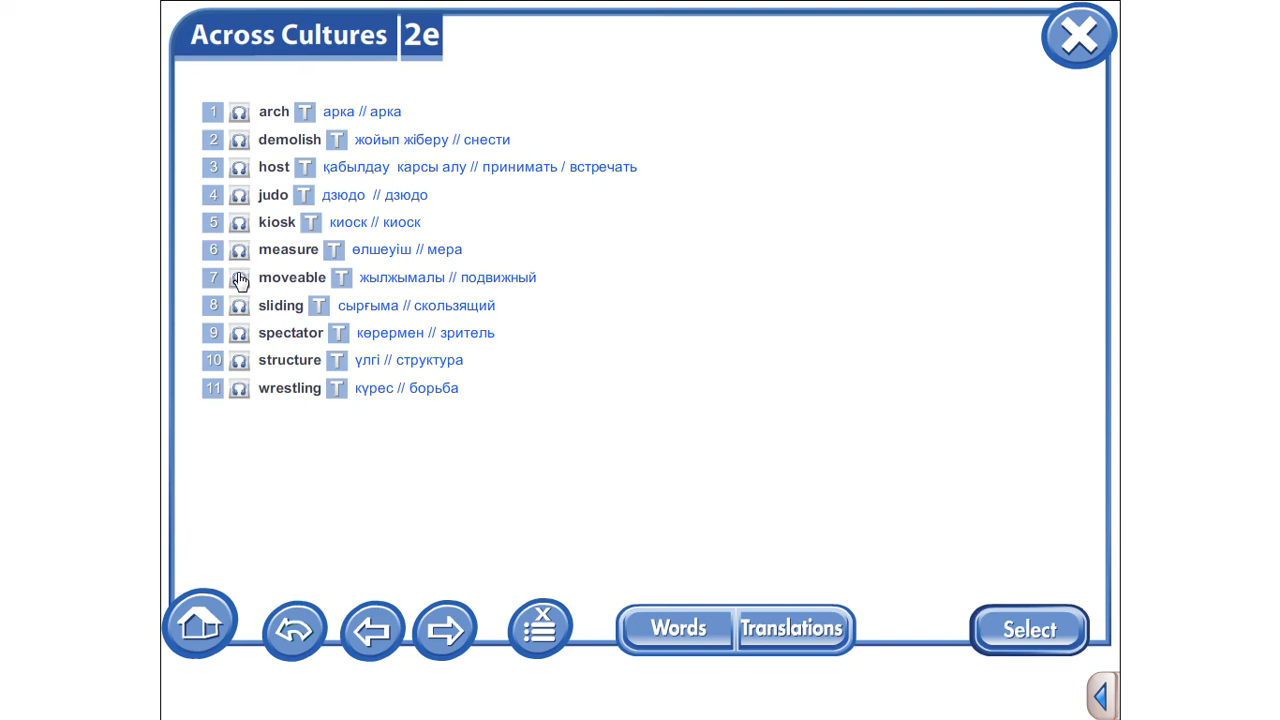 Across Cultures 2e
1 arch T арка // арка
2 demolish T жойып жіберу // снести
3 host T қабылдау карсы алу // принимать / встречать
4 judo T дзюдо // дзюдо
5 kiosk T киоск // киоск
6 measure T өлшеуіш // мера
7 moveable T жылжымалы // подвижный
8 sliding T сырғыма // скользящий
9 spectator T көрермен // зритель
10 structure T үлгі // структура
11 wrestling T күрес // борьба
Words Translations Select